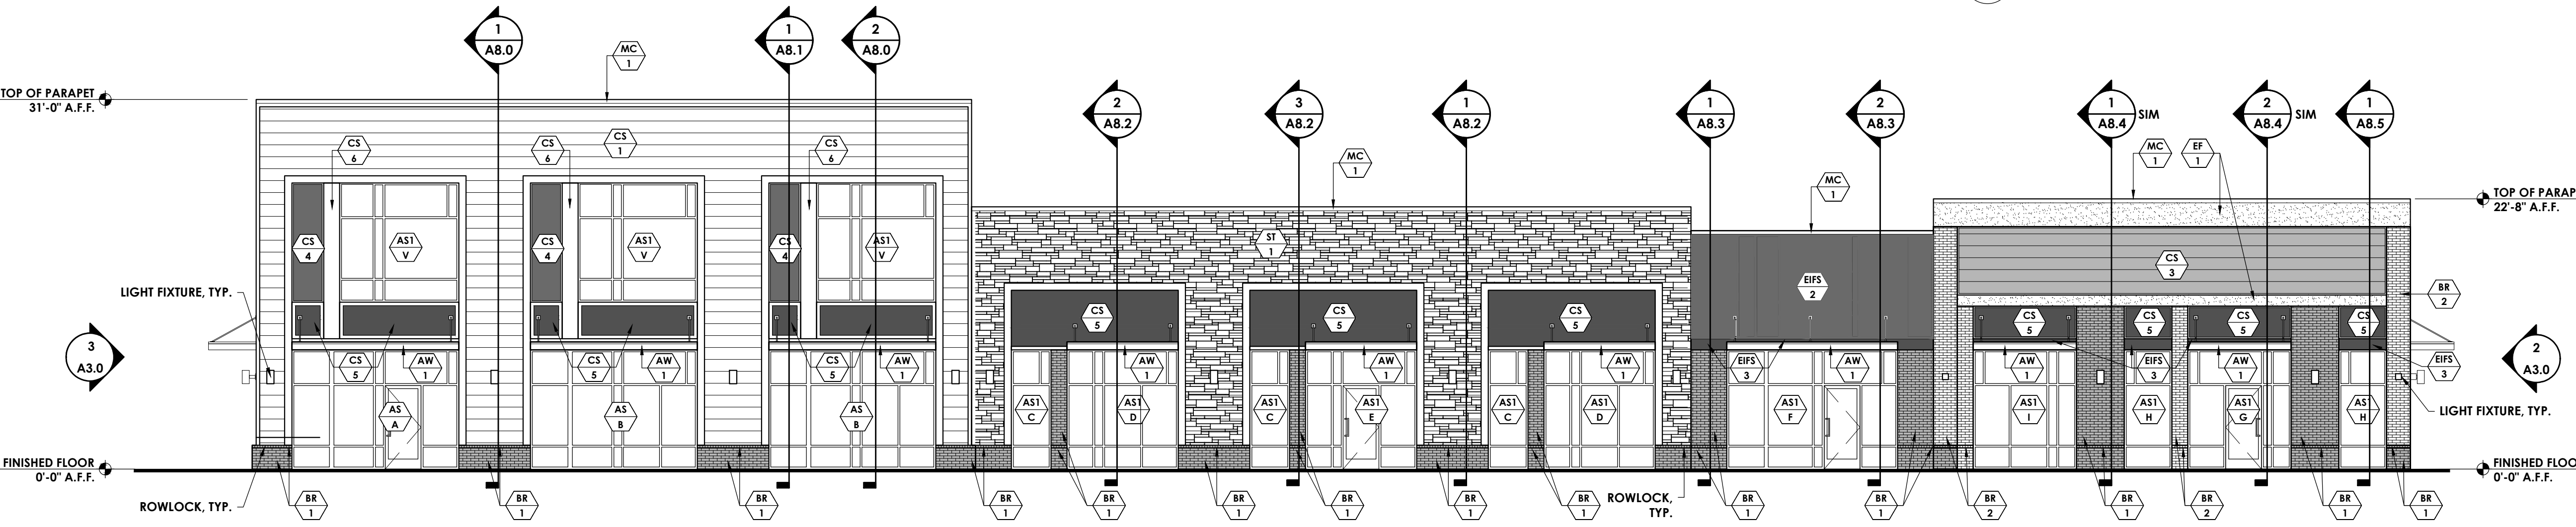 1
A8.0
1
A8.1
2
A8.0
MC
1
TOP OF PARAPET
31'-0" A.F.F.
2
A8.2
3
A8.2
1
A8.2
1
A8.3
2
A8.3
1
A8.4
SIM
2
A8.4
SIM
1
A8.5
CS
6
CS
6
CS
1
CS
6
MC
1
MC
1
MC
1
EF
1
TOP OF PARAP
22'-8" A.F.F.
CS
4
AS1
V
CS
4
AS1
V
CS
4
AS1
V
ST
1
CS
3
LIGHT FIXTURE, TYP.
EIFS
2
BR
2
CS
5
CS
5
CS
5
CS
5
CS
5
CS
5
CS
5
3
A3.0
CS
5
AW
1
CS
5
AW
1
CS
5
AW
1
AW
1
AW
1
AW
1
EIFS
3
AW
1
AW
1
EIFS
3
AW
1
EIFS
3
2
A3.0
AS
A
AS
B
AS
B
AS1
C
AS1
D
AS1
C
AS1
E
AS1
C
AS1
D
AS1
F
AS1
I
AS1
H
AS1
G
AS1
H
LIGHT FIXTURE, TYP.
FINISHED FLOOR
0'-0" A.F.F.
FINISHED FLOO
0'-0" A.F.F.
ROWLOCK, TYP.
BR
1
BR
1
BR
1
BR
1
BR
1
BR
1
BR
1
BR
1
BR
1
ROWLOCK,
TYP.
BR
1
BR
1
BR
2
BR
1
BR
2
BR
1
BR
1